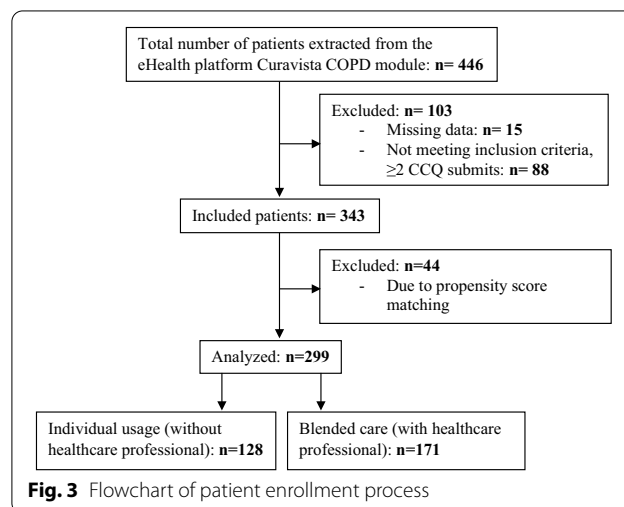 Total number of patients extracted from the
eHealth platform Curavista COPD module: n= 446
Excluded: n= 103
- Missing data: n= 15
- Not meeting inclusion criteria,
≥2 CCQ submits: n= 88
Included patients: n= 343
Excluded: n=44
- Due to propensity score
matching
Analyzed: n=299
Individual usage (without
healthcare professional): n=128
Blended care (with healthcare
professional): n=171
Fig. 3 Flowchart of patient enrollment process